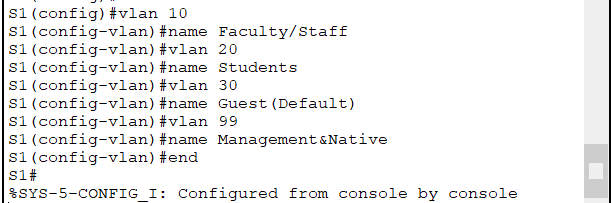 S1(config)#vlan 10
S1(config-vlan)#name Faculty/Staff
S1(config-vlan)#vlan 20
S1(config-vlan)#name Students
S1(config-vlan)#vlan 30
S1(config-vlan)#name Guest(Default)
S1(config-vlan)#vlan 99
S1(config-vlan)#name Management&Native
S1(config-vlan)#end
S1#
%SYS-5-CONFIG_I: Configured from console by console